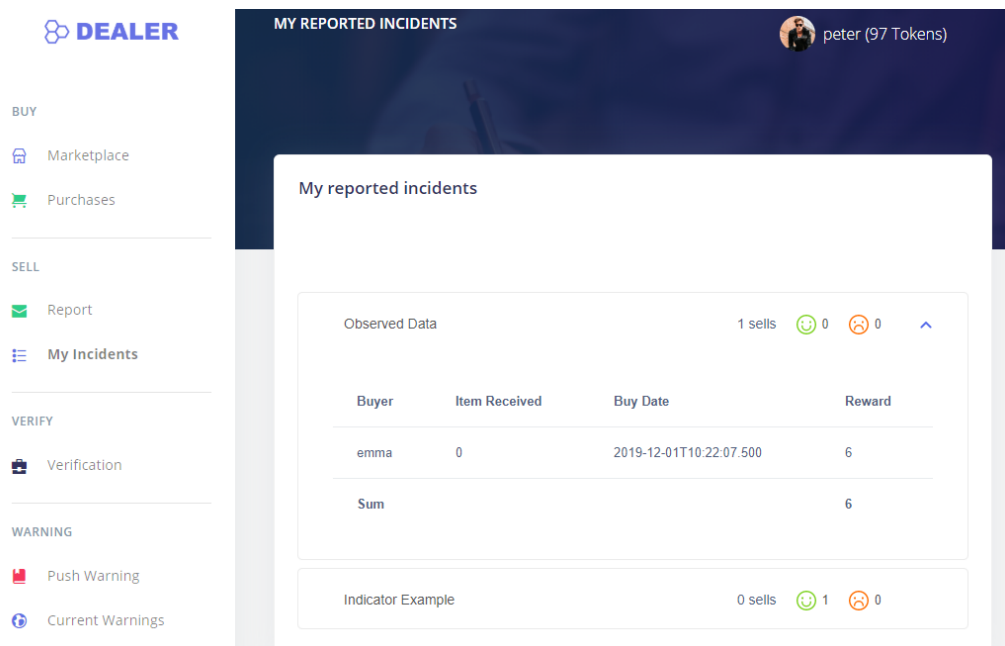 DEALER
BUY
Marketplace
Purchases
SELL
Report
My Incidents
VERIFY
Verification
WARNING
Push Warning
Current Warnings
MY REPORTED INCIDENTS
peter (97 Tokens)
My reported incidents
Observed Data 1 sells 0 0
Buyer Item Received Buy Date Reward
emma 0 2019-12-01T10:22:07.500 6
Sum 6
Indicator Example 0 sells 1 0